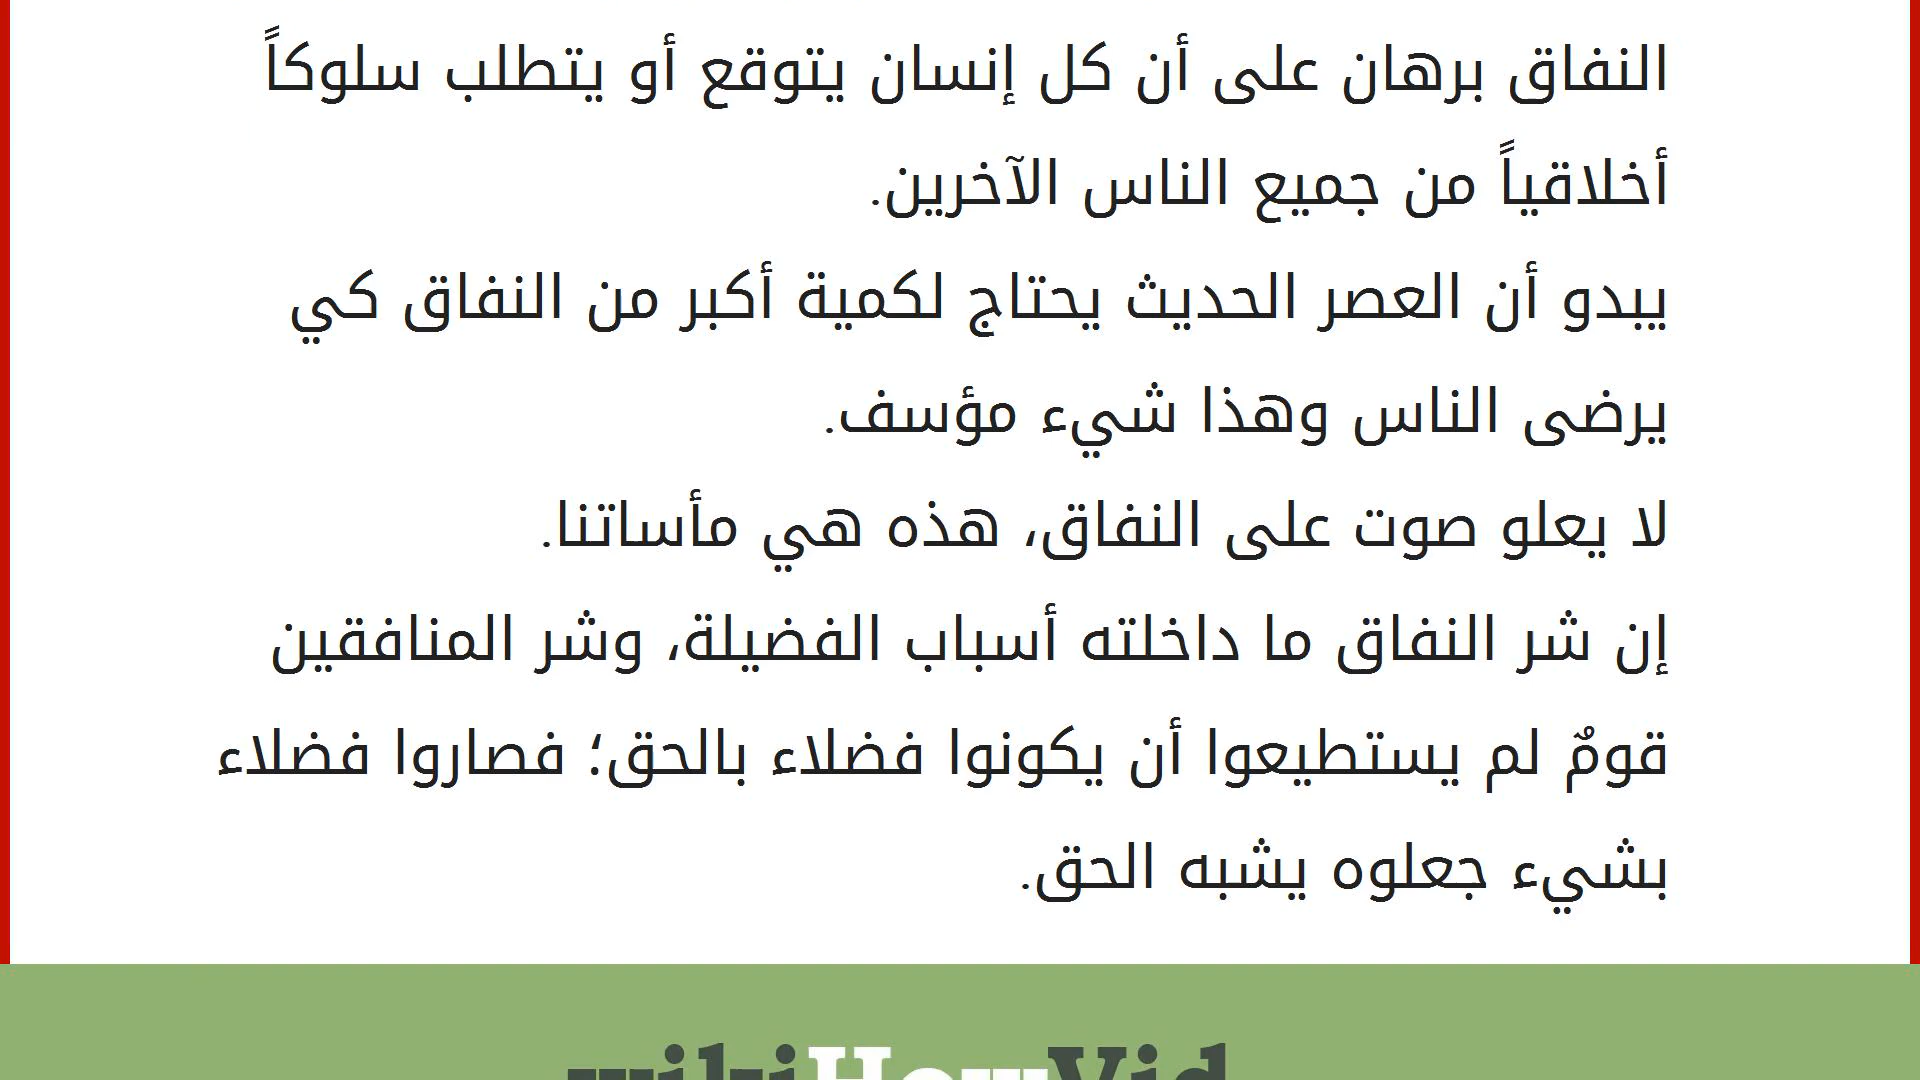 النفاق برهان على أن كل إنسان يتوقع أو يتطلب سلوكاً
أخلاقياً من جميع الناس الآخرين.
يبدو أن العصر الحديث يحتاج لكمية أكبر من النفاق كي
يرضى الناس وهذا شيء مؤسف.
لا يعلو صوت على النفاق، هذه هي مأساتنا.
إن شر النفاق ما داخلته أسباب الفضيلة، وشر المنافقين
قومٌ لم يستطيعوا أن يكونوا فضلاء بالحق؛ فصاروا فضلاء
بشيء جعلوه يشبه الحق.
wikiHowVid